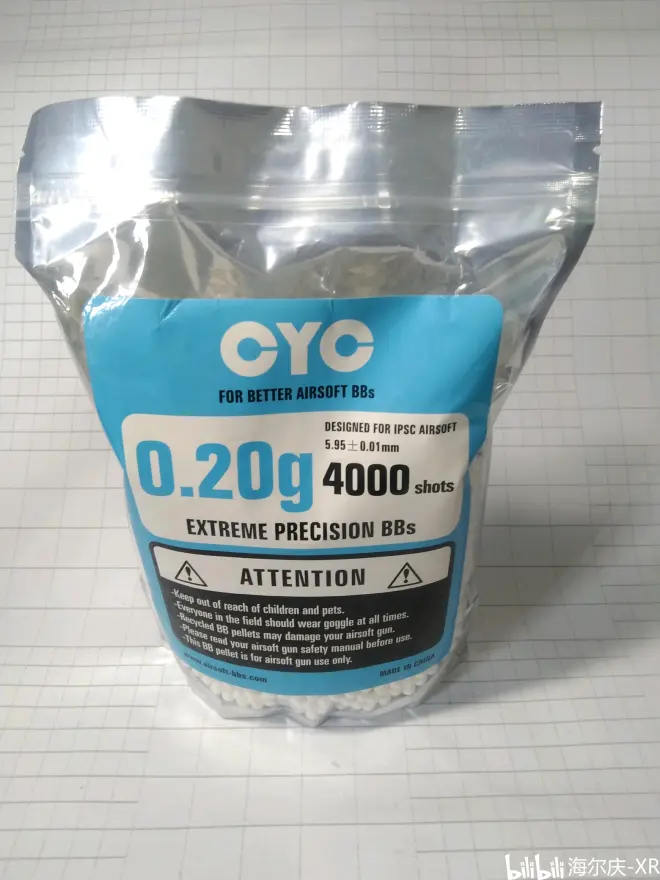 CYC
FOR BETTER AIRSOFT BBs
DESIGNED FOR IPSC AIRSOFT
5.95±0.01mm
0.20g
4000 shots
EXTREME PRECISION BBs
ATTENTION
-Keep out of reach of children and pets.
-Everyone in the field should wear goggle at all times.
-Recycled BB pellets may damage your airsoft gun.
-Please read your airsoft gun safety manual before use.
-This BB pellet is for airsoft gun use only.
www.airsoft-bbs.com
MADE IN CHINA
bilibili 海尔庆-XR